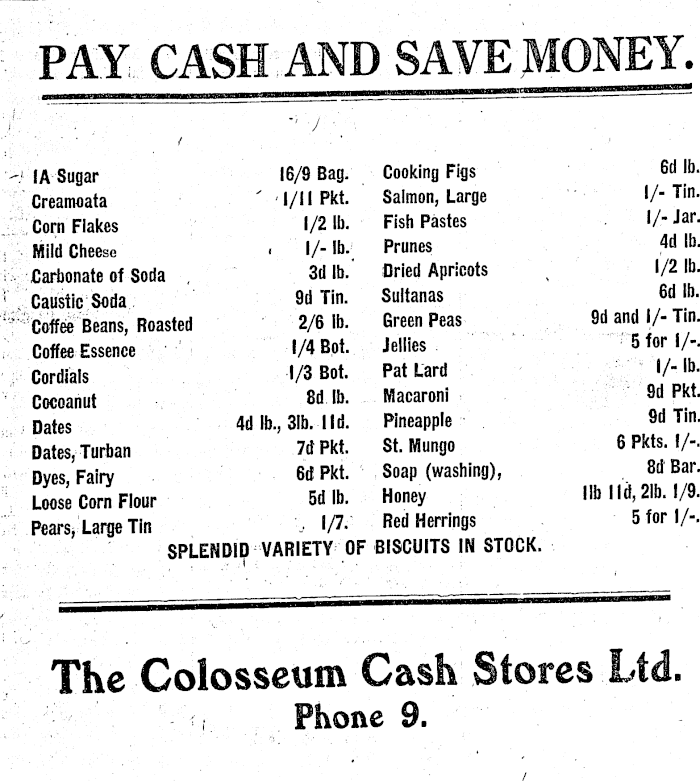 PAY CASH AND SAVE MONEY.
1A Sugar 16/9 Bag.
Creamoata 1/11 Pkt.
Corn Flakes 1/2 lb.
Mild Cheese 1/- lb.
Carbonate of Soda 3d lb.
Caustic Soda 9d Tin.
Coffee Beans, Roasted 2/6 lb.
Coffee Essence 1/4 Bot.
Cordials 1/3 Bot.
Cocoanut 8d lb.
Dates 4d lb., 3lb. 11d.
Dates, Turban 7d Pkt.
Dyes, Fairy 6d Pkt.
Loose Corn Flour 5d lb.
Pears, Large Tin 1/7.
Cooking Figs 6d lb.
Salmon, Large 1/- Tin.
Fish Pastes 1/- Jar.
Prunes 4d lb.
Dried Apricots 1/2 lb.
Sultanas 6d lb.
Green Peas 9d and 1/- Tin.
Jellies 5 for 1/-.
Pat Lard 1/- lb.
Macaroni 9d Pkt.
Pineapple 9d Tin.
St. Mungo 6 Pkts. 1/-.
Soap (washing), 8d Bar.
Honey 1lb 11d, 2lb. 1/9.
Red Herrings 5 for 1/-.
SPLENDID VARIETY OF BISCUITS IN STOCK.
The Colosseum Cash Stores Ltd.
Phone 9.